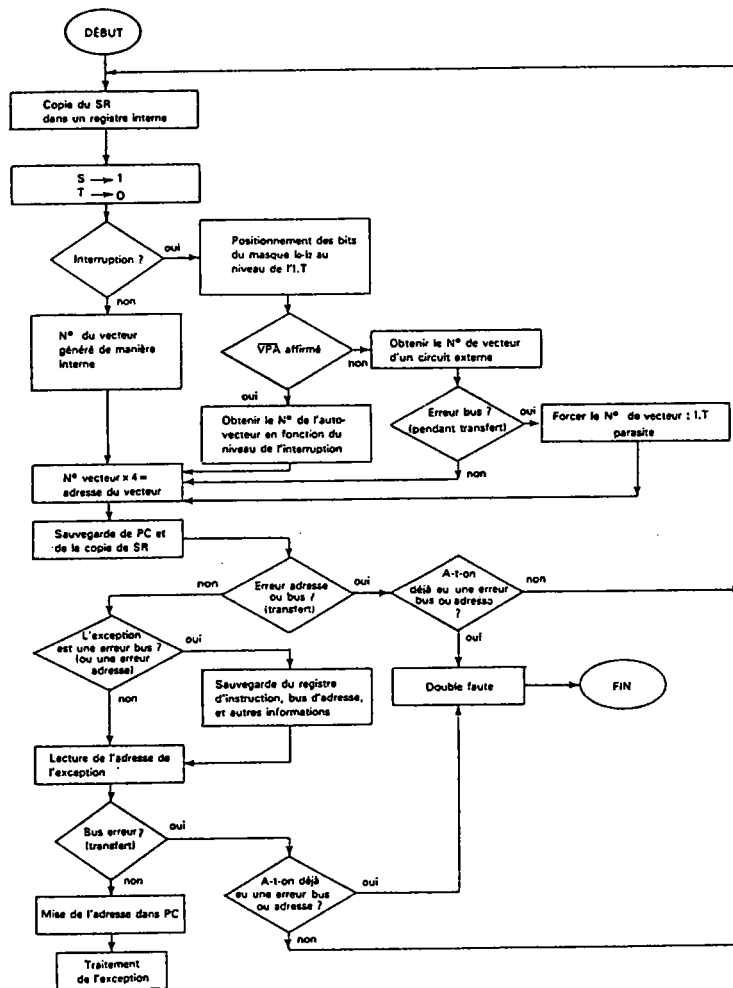 DÉBUT
Copie du SR
dans un registre interne
S → 1
T → 0
Interruption ?
oui
Positionnement des bits
du masque I0-I2 au
niveau de l'I.T
non
N° du vecteur
généré de manière
interne
VPA affirmé
non
Obtenir le N° de vecteur
d'un circuit externe
oui
Obtenir le N° de l'auto-
vecteur en fonction du
niveau de l'interruption
Erreur bus ?
(pendant transfert)
oui
Forcer le N° de vecteur : I.T
parasite
non
N° vecteur x 4 =
adresse du vecteur
Sauvegarde de PC et
de la copie de SR
non
Erreur adresse
ou bus ?
(transfert)
oui
A-t-on
déjà eu une erreur
bus ou adresse
?
non
oui
L'exception
est une erreur bus ?
(ou une erreur
adresse)
oui
Sauvegarde du registre
d'instruction, bus d'adresse,
et autres informations
Double faute
FIN
non
Lecture de l'adresse de
l'exception
Bus erreur ?
(transfert)
oui
non
A-t-on déjà
eu une erreur bus
ou adresse ?
oui
non
Mise de l'adresse dans PC
Traitement
de l'exception